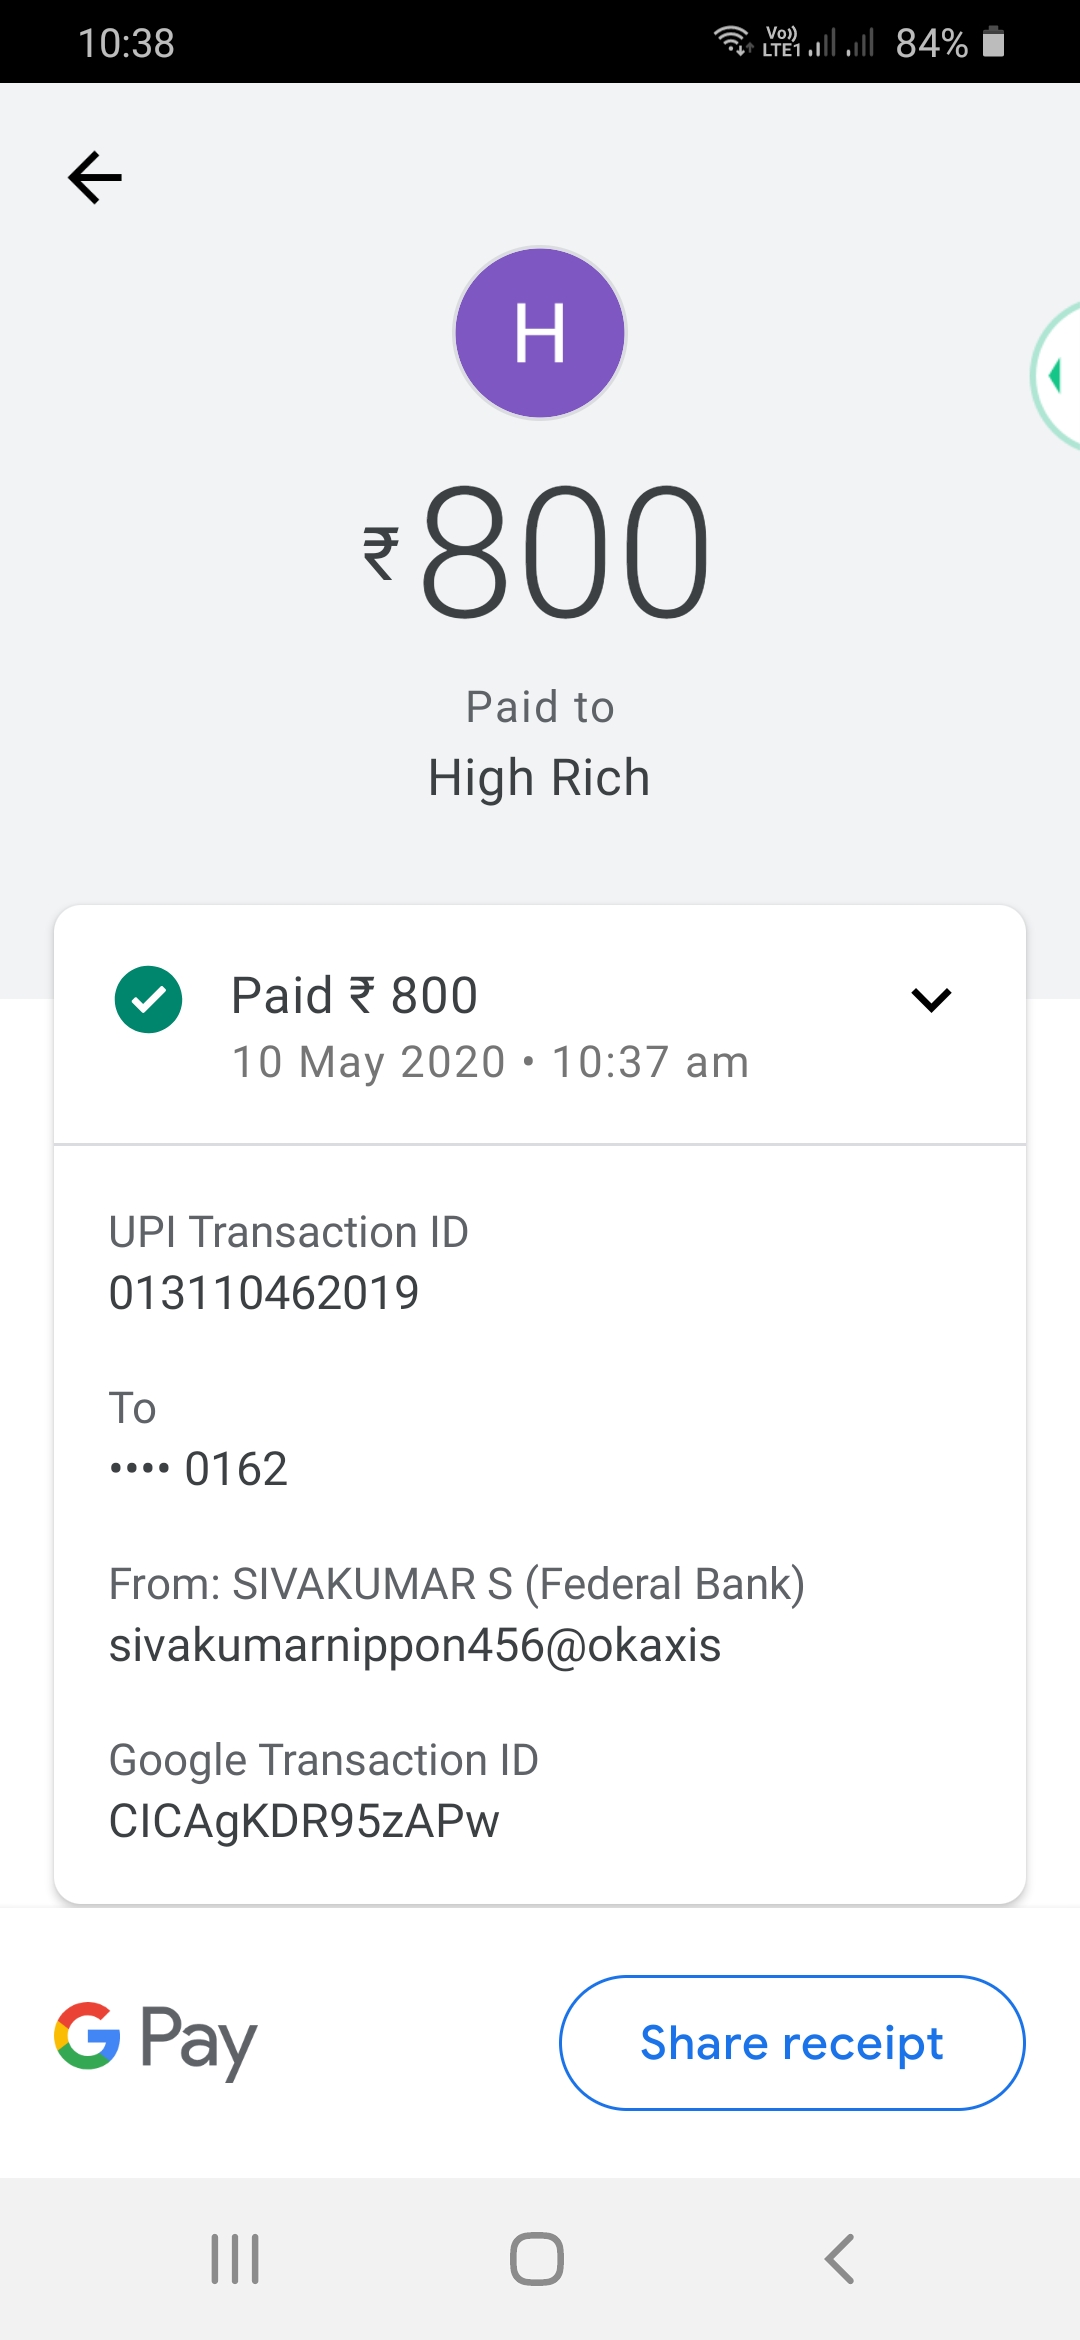 10:38
Vo)) LTE1 84%
H
₹800
Paid to
High Rich
Paid ₹ 800
10 May 2020 • 10:37 am
UPI Transaction ID
013110462019
To
•••• 0162
From: SIVAKUMAR S (Federal Bank)
sivakumarnippon456@okaxis
Google Transaction ID
CICAgKDR95zAPw
G Pay
Share receipt